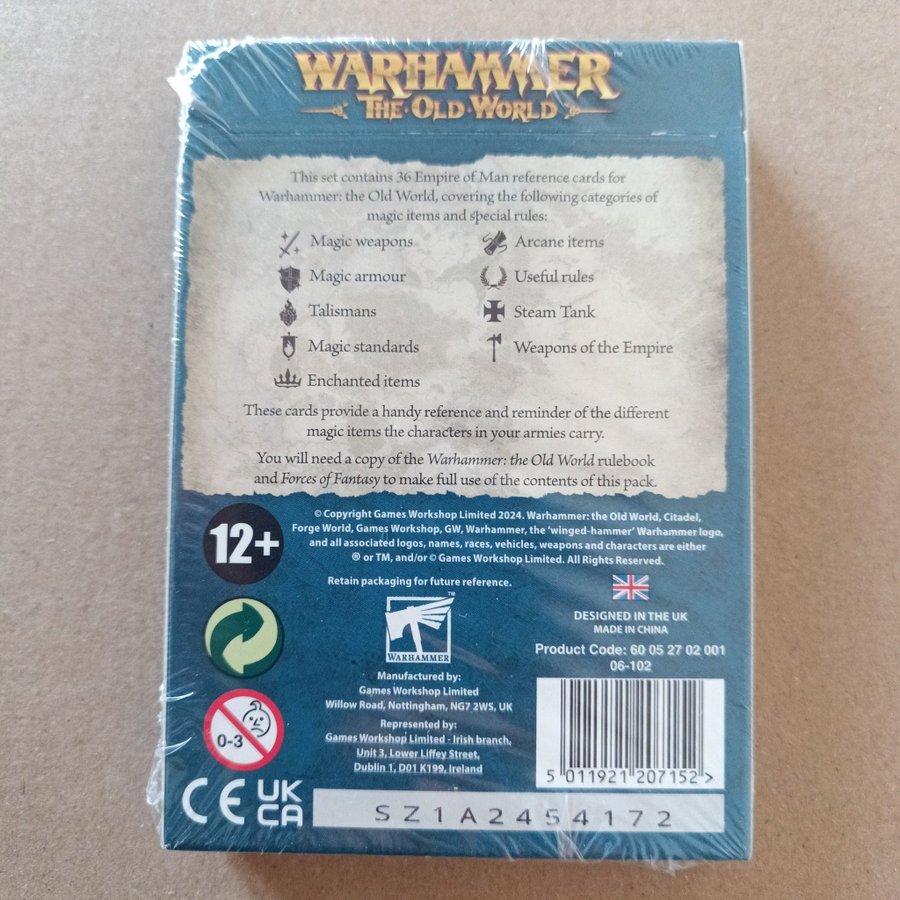 WARHAMMER™
THE·OLD·WORLD
This set contains 36 Empire of Man reference cards for
Warhammer: the Old World, covering the following categories of
magic items and special rules:
Magic weapons
Magic armour
Talismans
Magic standards
Enchanted items
Arcane items
Useful rules
Steam Tank
Weapons of the Empire
These cards provide a handy reference and reminder of the different
magic items the characters in your armies carry.
You will need a copy of the Warhammer: the Old World rulebook
and Forces of Fantasy to make full use of the contents of this pack.
12+
© Copyright Games Workshop Limited 2024. Warhammer: the Old World, Citadel,
Forge World, Games Workshop, GW, Warhammer, the ‘winged-hammer’ Warhammer logo,
and all associated logos, names, races, vehicles, weapons and characters are either
® or TM, and/or © Games Workshop Limited. All Rights Reserved.
Retain packaging for future reference.
WARHAMMER™
Manufactured by:
Games Workshop Limited
Willow Road, Nottingham, NG7 2WS, UK
Represented by:
Games Workshop Limited - Irish branch,
Unit 3, Lower Liffey Street,
Dublin 1, D01 K199, Ireland
DESIGNED IN THE UK
MADE IN CHINA
Product Code: 60 05 27 02 001
06-102
5 011921 207152 >
0-3
CE
UK
CA
SZ1A2454172